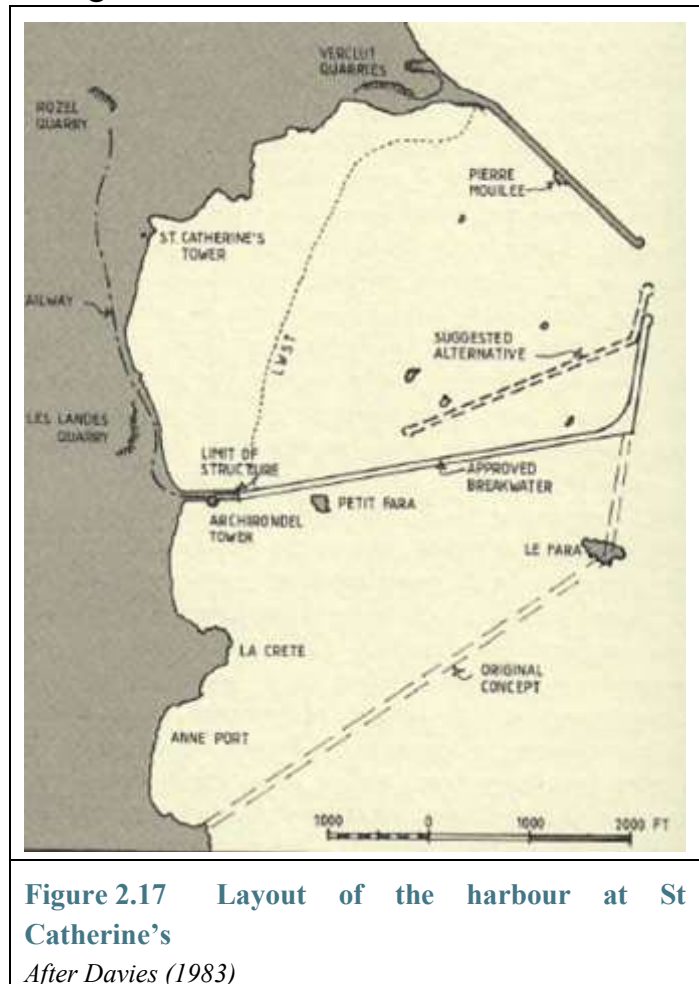 VERCLUT
QUARRIES
ROZEL
QUARRY
PIERRE
MOUILEE
ST. CATHERINE'S
TOWER
AILWAY
SUGGESTED
ALTERNATIVE
LWST
LES LANDES
QUARRY
LIMIT OF
STRUCTURE
APPROVED
BREAKWATER
PETIT FARA
ARCHIRONDEL
TOWER
LE FARA
LA CRETE
ORIGINAL
CONCEPT
ANNE PORT
1000 0 1000 2000 FT
Figure 2.17 Layout of the harbour at St
Catherine's
After Davies (1983)